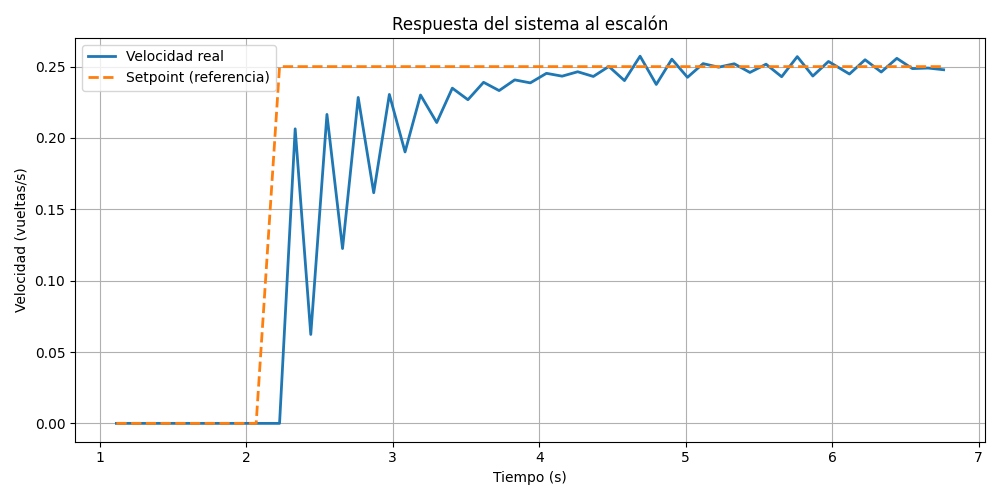 Respuesta del sistema al escalón
Velocidad real
Setpoint (referencia)
Velocidad (vueltas/s)
0.25
0.20
0.15
0.10
0.05
0.00
1 2 3 4 5 6 7
Tiempo (s)